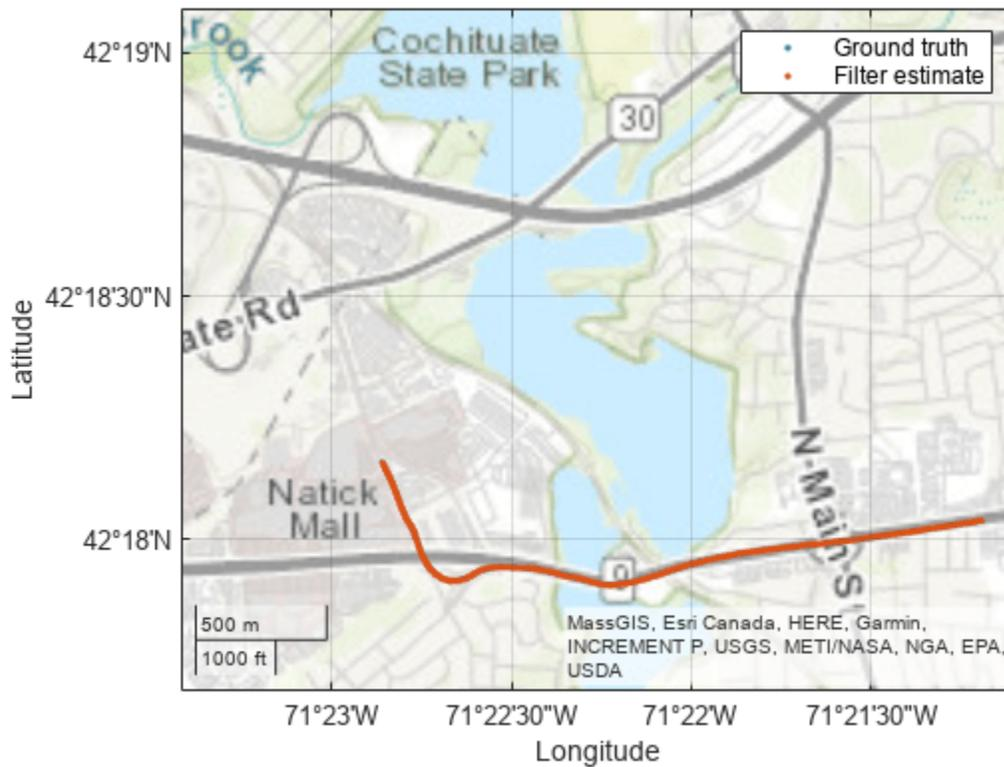 rook
Cochituate
State Park
Ground truth
Filter estimate
30
42°19'N
42°18'30"N
ate Rd
Latitude
Natick
Mall
N Main S
42°18'N
9
500 m
1000 ft
MassGIS, Esri Canada, HERE, Garmin,
INCREMENT P, USGS, METI/NASA, NGA, EPA,
USDA
71°23'W
71°22'30"W
71°22'W
71°21'30"W
Longitude